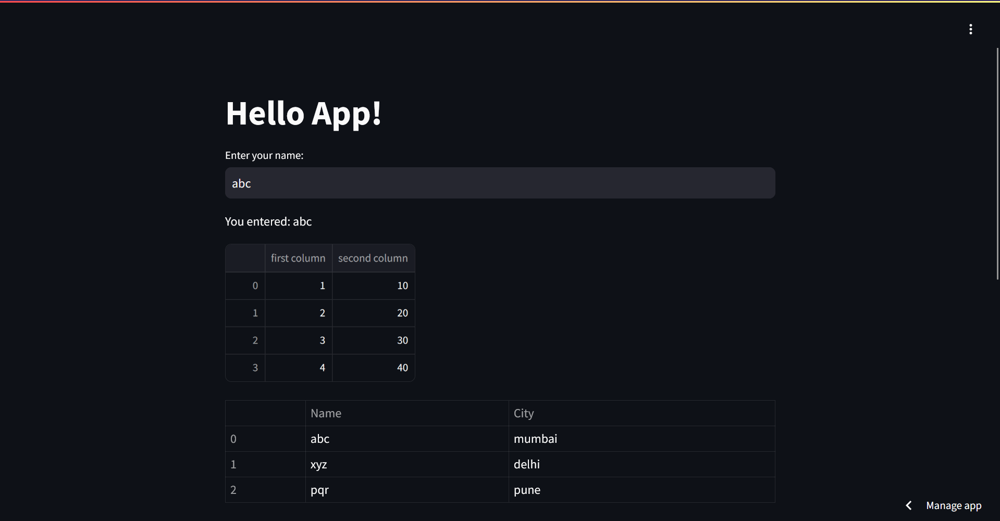 Hello App!
Enter your name:
abc
You entered: abc
first column second column
0 1 10
1 2 20
2 3 30
3 4 40
Name City
0 abc mumbai
1 xyz delhi
2 pqr pune
Manage app